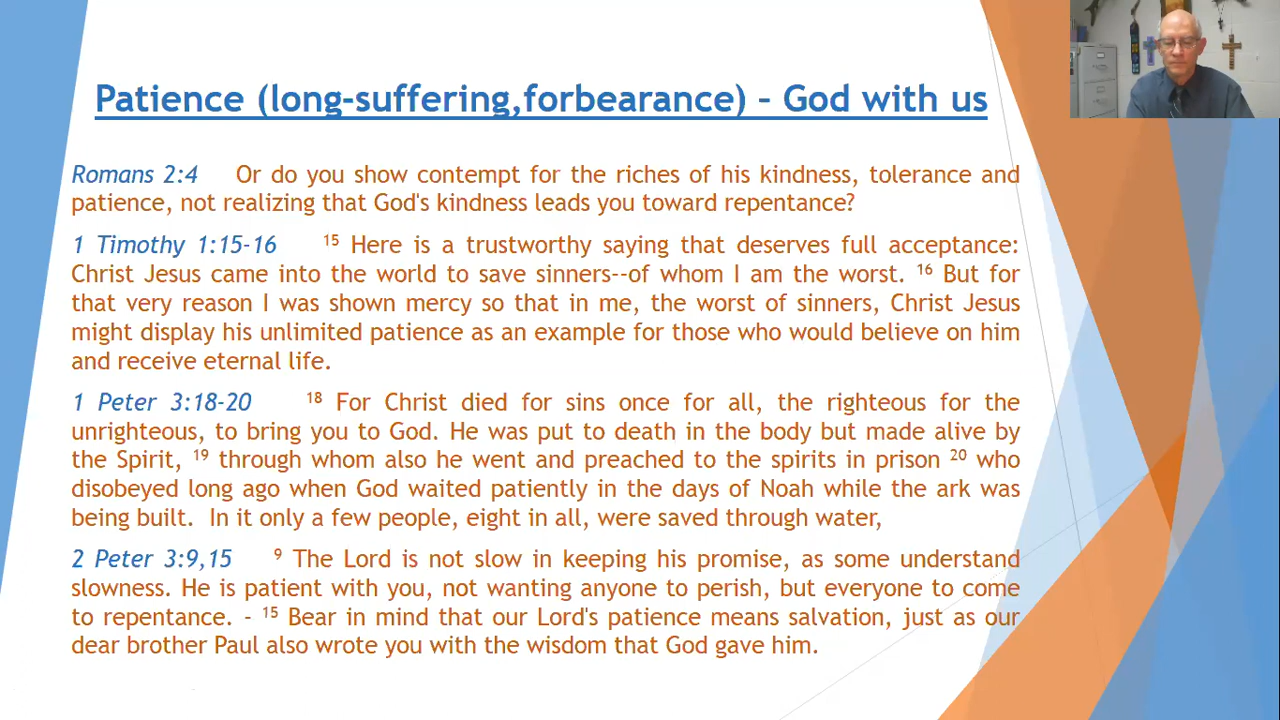 Patience (long-suffering,forbearance) – God with us
Romans 2:4 Or do you show contempt for the riches of his kindness, tolerance and
patience, not realizing that God's kindness leads you toward repentance?
1 Timothy 1:15-16 15 Here is a trustworthy saying that deserves full acceptance:
Christ Jesus came into the world to save sinners--of whom I am the worst. 16 But for
that very reason I was shown mercy so that in me, the worst of sinners, Christ Jesus
might display his unlimited patience as an example for those who would believe on him
and receive eternal life.
1 Peter 3:18-20 18 For Christ died for sins once for all, the righteous for the
unrighteous, to bring you to God. He was put to death in the body but made alive by
the Spirit, 19 through whom also he went and preached to the spirits in prison 20 who
disobeyed long ago when God waited patiently in the days of Noah while the ark was
being built. In it only a few people, eight in all, were saved through water,
2 Peter 3:9,15 9 The Lord is not slow in keeping his promise, as some understand
slowness. He is patient with you, not wanting anyone to perish, but everyone to come
to repentance. - 15 Bear in mind that our Lord's patience means salvation, just as our
dear brother Paul also wrote you with the wisdom that God gave him.